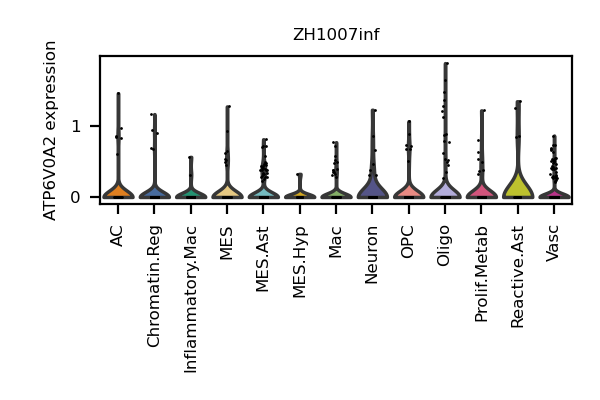 ZH1007inf
ATP6V0A2 expression
1
0
AC
Chromatin.Reg
Inflammatory.Mac
MES
MES.Ast
MES.Hyp
Mac
Neuron
OPC
Oligo
Prolif.Metab
Reactive.Ast
Vasc